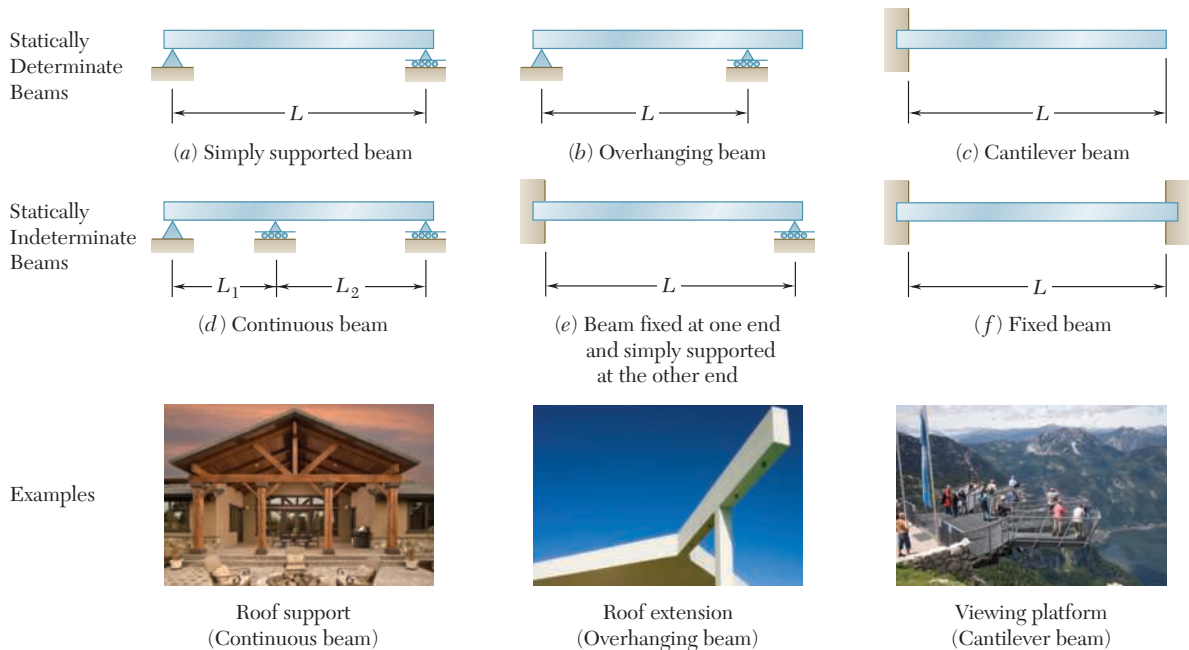 Statically
Determinate
Beams
L
(a) Simply supported beam
L
(b) Overhanging beam
L
(c) Cantilever beam
Statically
Indeterminate
Beams
L1
L2
(d) Continuous beam
L
(e) Beam fixed at one end
and simply supported
at the other end
L
(f) Fixed beam
Examples
Roof support
(Continuous beam)
Roof extension
(Overhanging beam)
Viewing platform
(Cantilever beam)